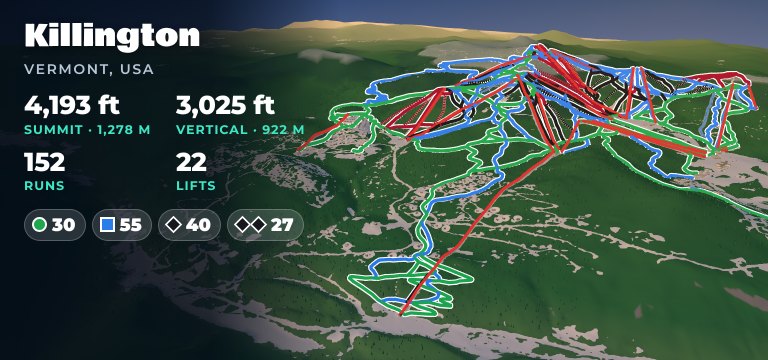 Killington
VERMONT, USA
4,193 ft 3,025 ft
SUMMIT · 1,278 M VERTICAL · 922 M
152 22
RUNS LIFTS
30 55 40 27